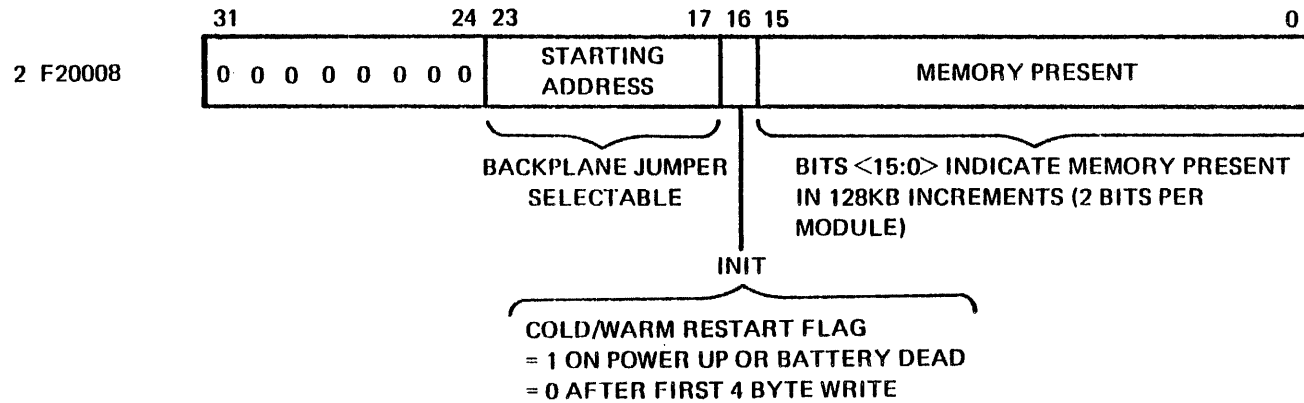 31 24 23 17 16 15 0
2 F20008 0 0 0 0 0 0 0 0 STARTING ADDRESS MEMORY PRESENT
BACKPLANE JUMPER
SELECTABLE
BITS <15:0> INDICATE MEMORY PRESENT
IN 128KB INCREMENTS (2 BITS PER
MODULE)
INIT
COLD/WARM RESTART FLAG
= 1 ON POWER UP OR BATTERY DEAD
= 0 AFTER FIRST 4 BYTE WRITE